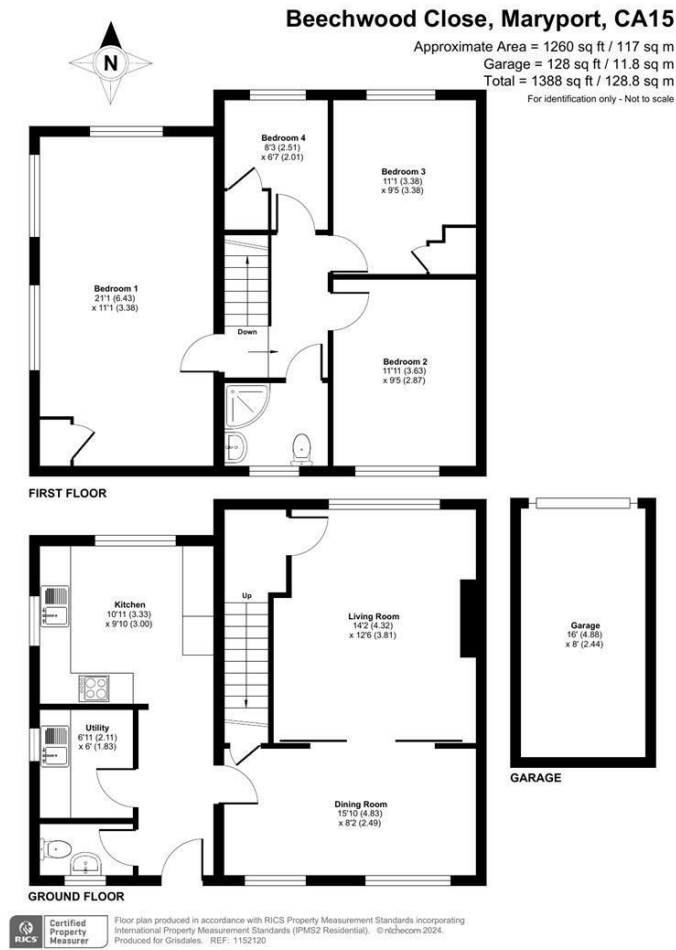 Beechwood Close, Maryport, CA15
Approximate Area = 1260 sq ft / 117 sq m
Garage = 128 sq ft / 11.8 sq m
Total = 1388 sq ft / 128.8 sq m
For identification only - Not to scale
N
Bedroom 4
8'3 (2.51)
x 6'7 (2.01)
Bedroom 3
11'1 (3.38)
x 9'5 (3.38)
Bedroom 1
21'1 (6.43)
x 11'1 (3.38)
Down
Bedroom 2
11'11 (3.63)
x 9'5 (2.87)
FIRST FLOOR
Kitchen
10'11 (3.33)
x 9'10 (3.00)
Up
Living Room
14'2 (4.32)
x 12'6 (3.81)
Garage
16' (4.88)
x 8' (2.44)
Utility
6'11 (2.11)
x 6' (1.83)
Dining Room
15'10 (4.83)
x 8'2 (2.49)
GARAGE
GROUND FLOOR
RICS
Certified
Property
Measurer
Floor plan produced in accordance with RICS Property Measurement Standards incorporating
International Property Measurement Standards (IPMS2 Residential). © nichecom 2024.
Produced for Grisdales. REF: 1152120